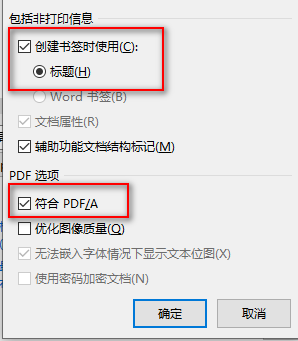 包括非打印信息
创建书签时使用(C):
标题(H)
Word 书签(B)
文档属性(R)
辅助功能文档结构标记(M)
PDF 选项
符合 PDF/A
优化图像质量(Q)
无法嵌入字体情况下显示文本位图(X)
使用密码加密文档(N)
确定 取消